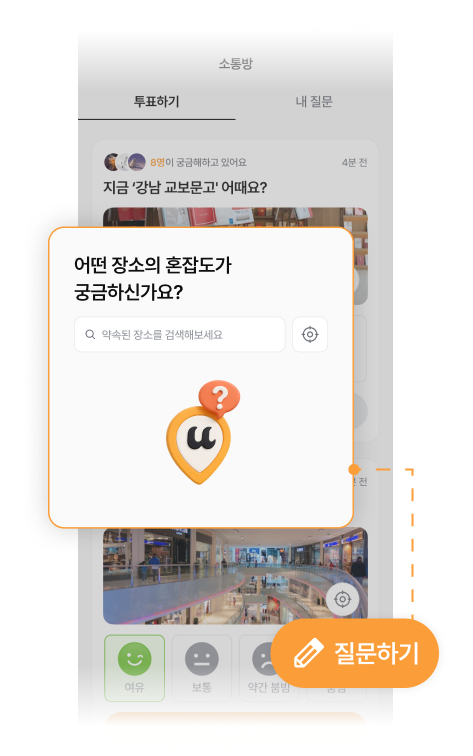 소통방
투표하기
내 질문
8명이 궁금해하고 있어요
4분 전
지금 '강남 교보문고' 어때요?
어떤 장소의 혼잡도가
궁금하신가요?
약속된 장소를 검색해보세요
?
u
전
여유
보통
약간 붐빔
질문하기